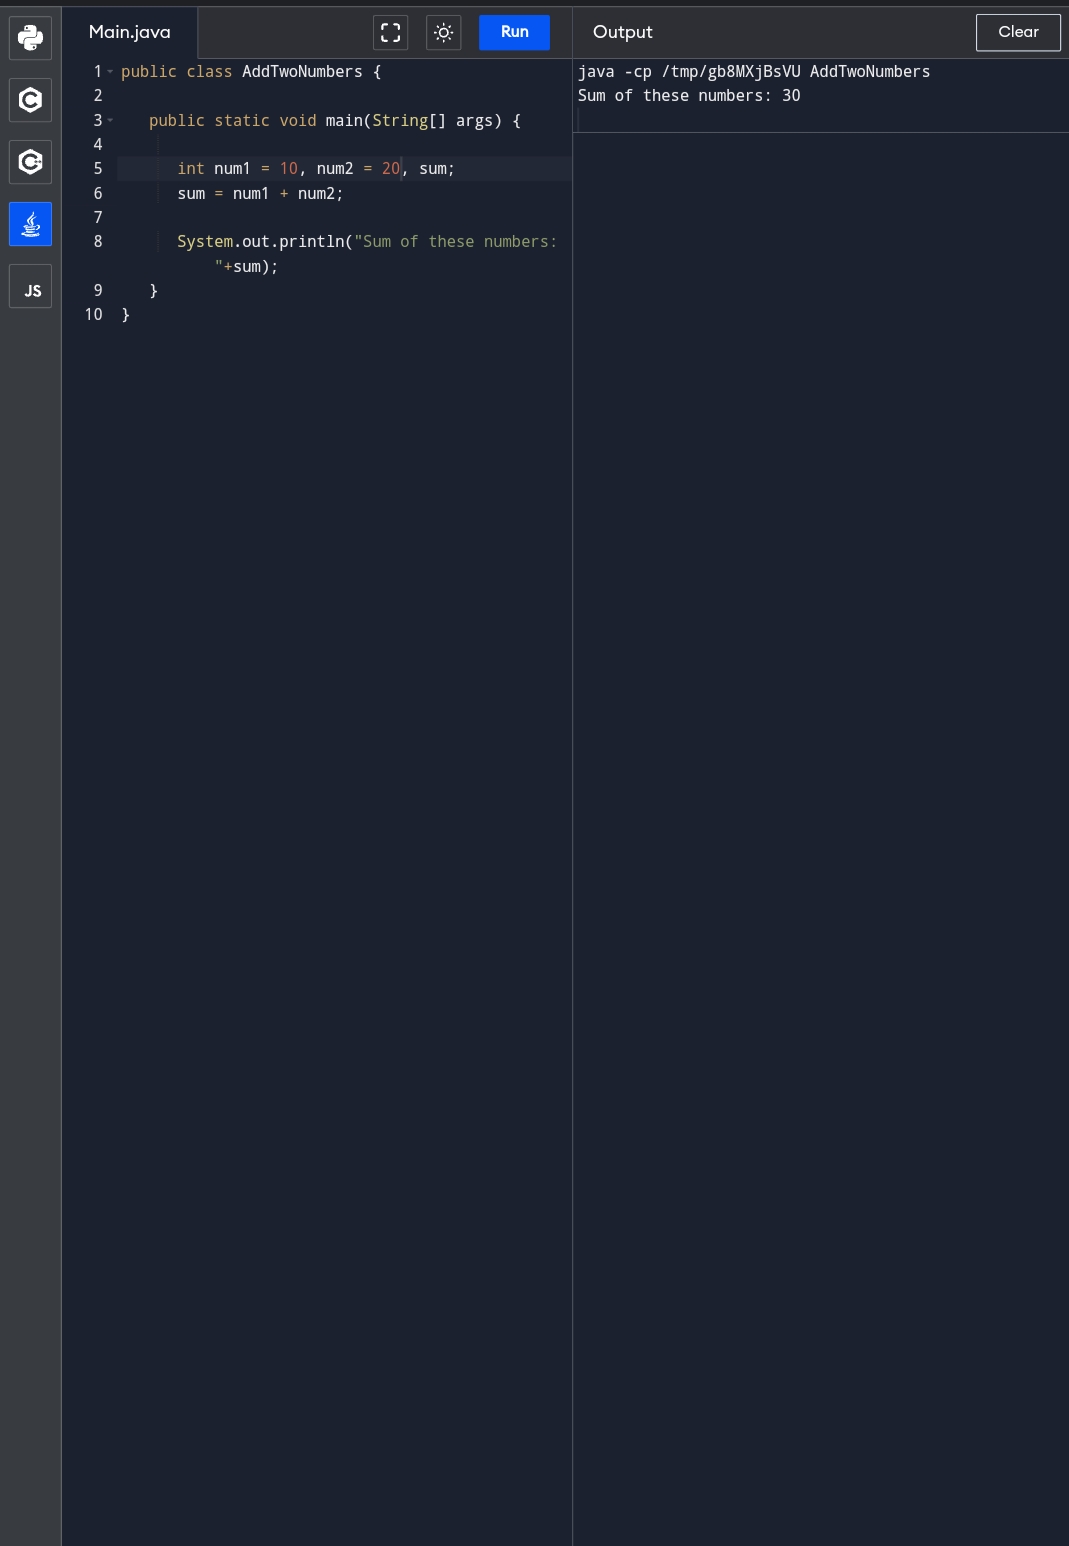 Main.java
Run
Output
Clear
1 public class AddTwoNumbers {
2
3 public static void main(String[] args) {
4
5 int num1 = 10, num2 = 20, sum;
6 sum = num1 + num2;
7
8 System.out.println("Sum of these numbers:
"+sum);
9 }
10 }
JS
java -cp /tmp/gb8MXjBsVU AddTwoNumbers
Sum of these numbers: 30